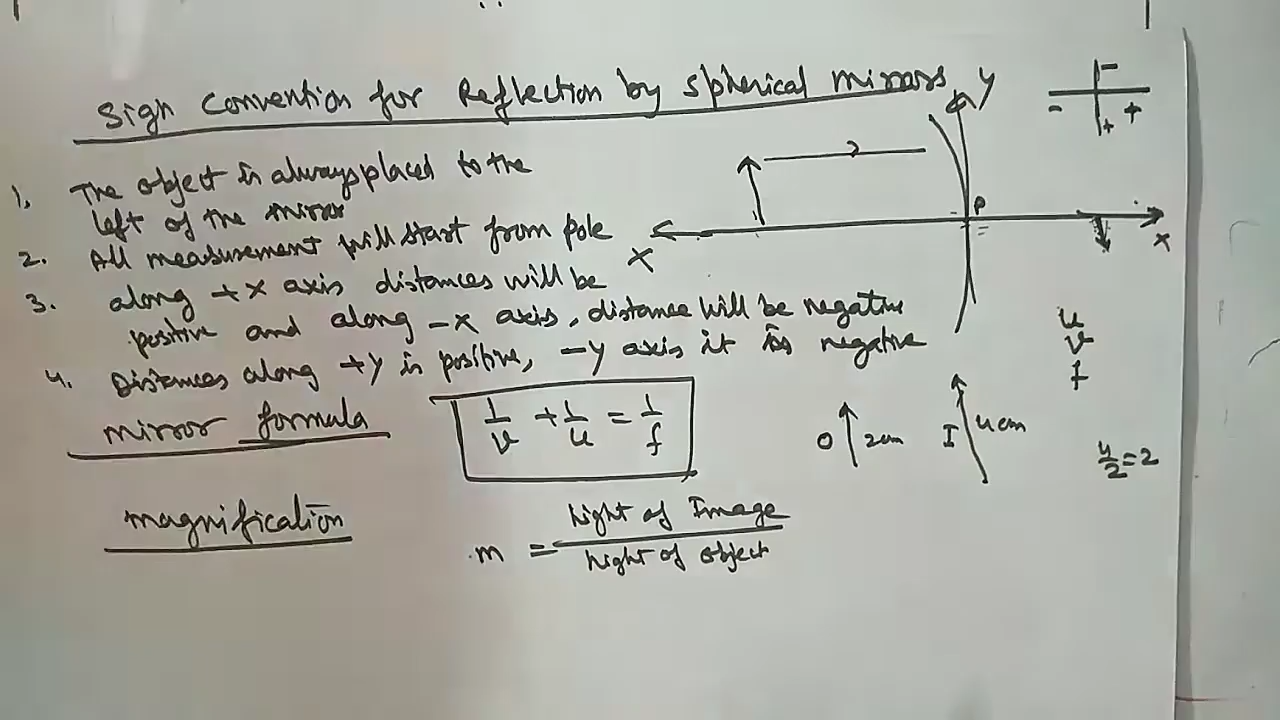 Sign Convention for Reflection by spherical mirrors
1. The object is always placed to the
left of the mirror
2. All measurement will start from pole
3. along +x axis distances will be
positive and along -x axis, distance will be negative
4. Distances along +y is positive, -y axis it is negative
mirror formula
1/v + 1/u = 1/f
magnification
m = hight of Image / hight of object
y
P
X
X
-
-
+
+
u
v
f
O 2cm
I 4cm
4/2=2